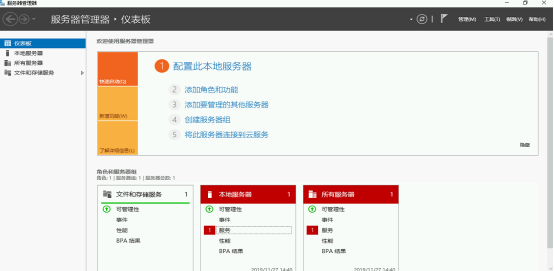 服务器管理器
服务器管理器 · 仪表板
管理(M) 工具(T) 视图(V) 帮助(H)
仪表板
本地服务器
所有服务器
文件和存储服务
欢迎使用服务器管理器
快速启动(Q)
新增功能(W)
了解详细信息(L)
1 配置此本地服务器
2 添加角色和功能
3 添加要管理的其他服务器
4 创建服务器组
5 将此服务器连接到云服务
隐藏
角色和服务器组
角色: 1 | 服务器组: 1 | 服务器总数: 1
文件和存储服务 1
可管理性
事件
性能
BPA 结果
本地服务器 1
可管理性
事件
1 服务
性能
BPA 结果
2019/11/27 14:40
所有服务器 1
可管理性
事件
1 服务
性能
BPA 结果
2019/11/27 14:40